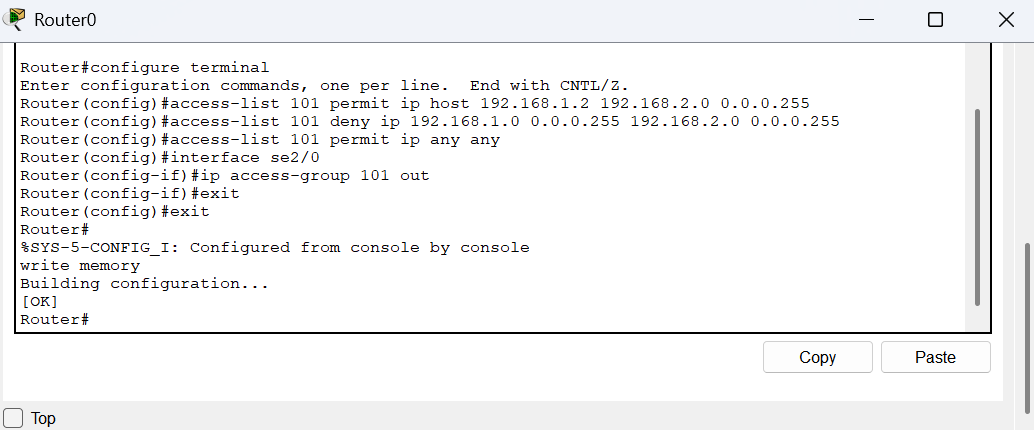 Router0
Router#configure terminal
Enter configuration commands, one per line.  End with CNTL/Z.
Router(config)#access-list 101 permit ip host 192.168.1.2 192.168.2.0 0.0.0.255
Router(config)#access-list 101 deny ip 192.168.1.0 0.0.0.255 192.168.2.0 0.0.0.255
Router(config)#access-list 101 permit ip any any
Router(config)#interface se2/0
Router(config-if)#ip access-group 101 out
Router(config-if)#exit
Router(config)#exit
Router#
%SYS-5-CONFIG_I: Configured from console by console
write memory
Building configuration...
[OK]
Router#
Copy Paste
Top